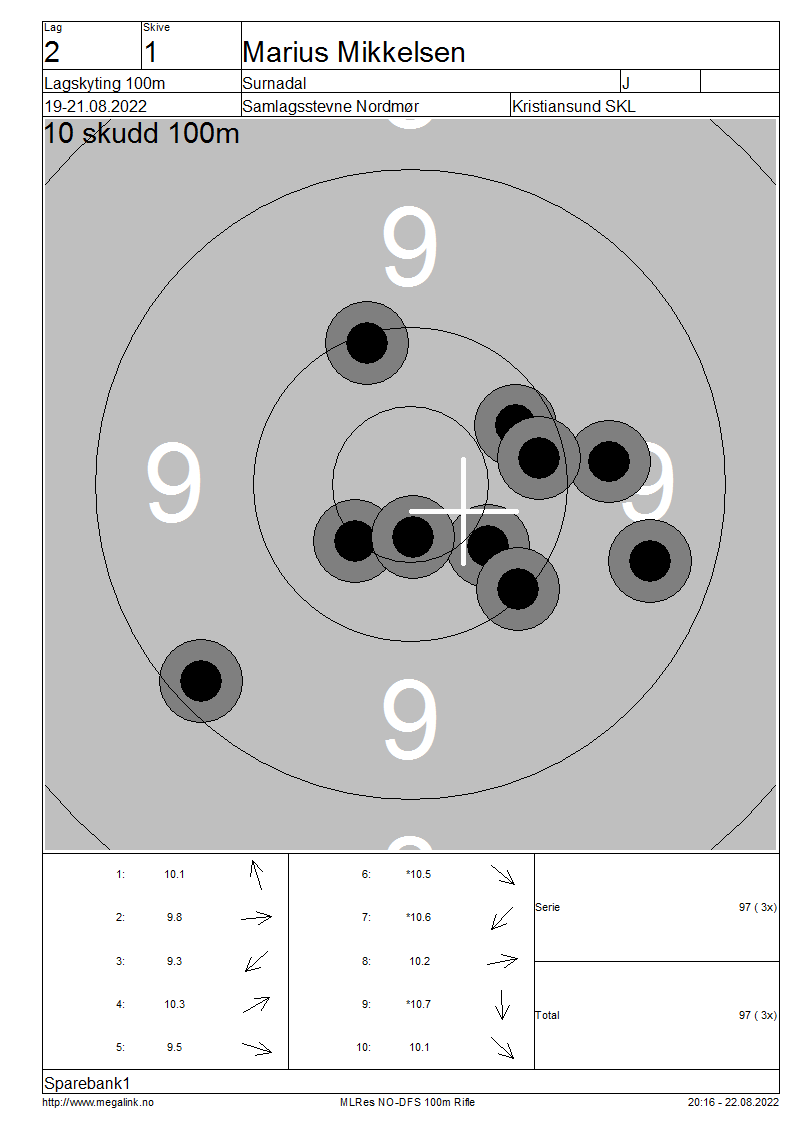 Lag Skive
2 1 Marius Mikkelsen
Lagskyting 100m Surnadal J
19-21.08.2022 Samlagsstevne Nordmør Kristiansund SKL
10 skudd 100m
9
9 9
9
1: 10.1 6: *10.5
2: 9.8 7: *10.6
Serie 97 ( 3x)
3: 9.3 8: 10.2
4: 10.3 9: *10.7
Total 97 ( 3x)
5: 9.5 10: 10.1
Sparebank1
http://www.megalink.no MLRes NO-DFS 100m Rifle 20:16 - 22.08.2022